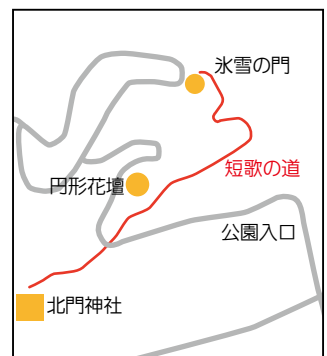 氷雪の門
短歌の道
円形花壇
公園入口
北門神社